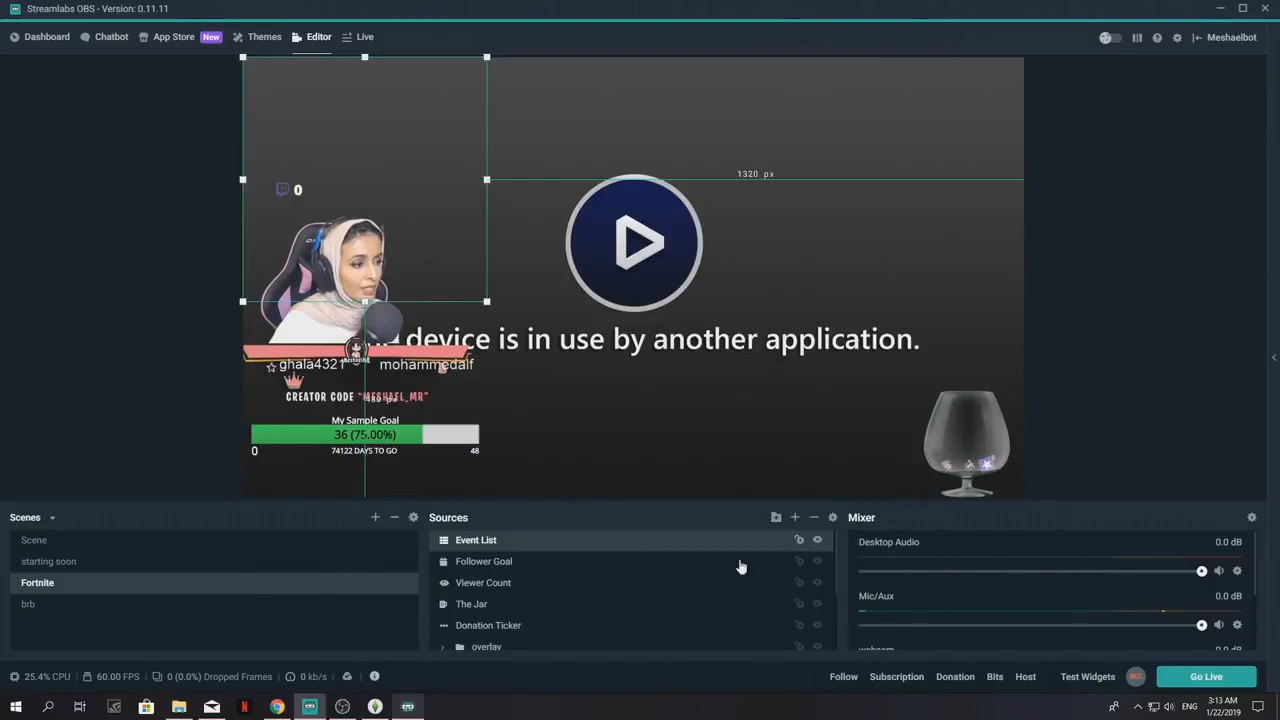 Streamlabs OBS - Version: 0.11.11
Dashboard Chatbot App Store New Themes Editor Live Meshaelbot
1320 px
0
device is in use by another application.
ghala4321 mohammedalf
CREATOR CODE "MESHAEL_MR"
480 px
My Sample Goal
36 (75.00%)
0 74122 DAYS TO GO 48
Scenes
Scene
starting soon
Fortnite
brb
Sources
Event List
Follower Goal
Viewer Count
The Jar
Donation Ticker
overlay
Mixer
Desktop Audio 0.0 dB
Mic/Aux 0.0 dB
webcam
25.4% CPU 60.00 FPS 0 (0.0%) Dropped Frames 0 kb/s
Follow Subscription Donation Bits Host Test Widgets REC Go Live
ENG 3:13 AM
1/22/2019